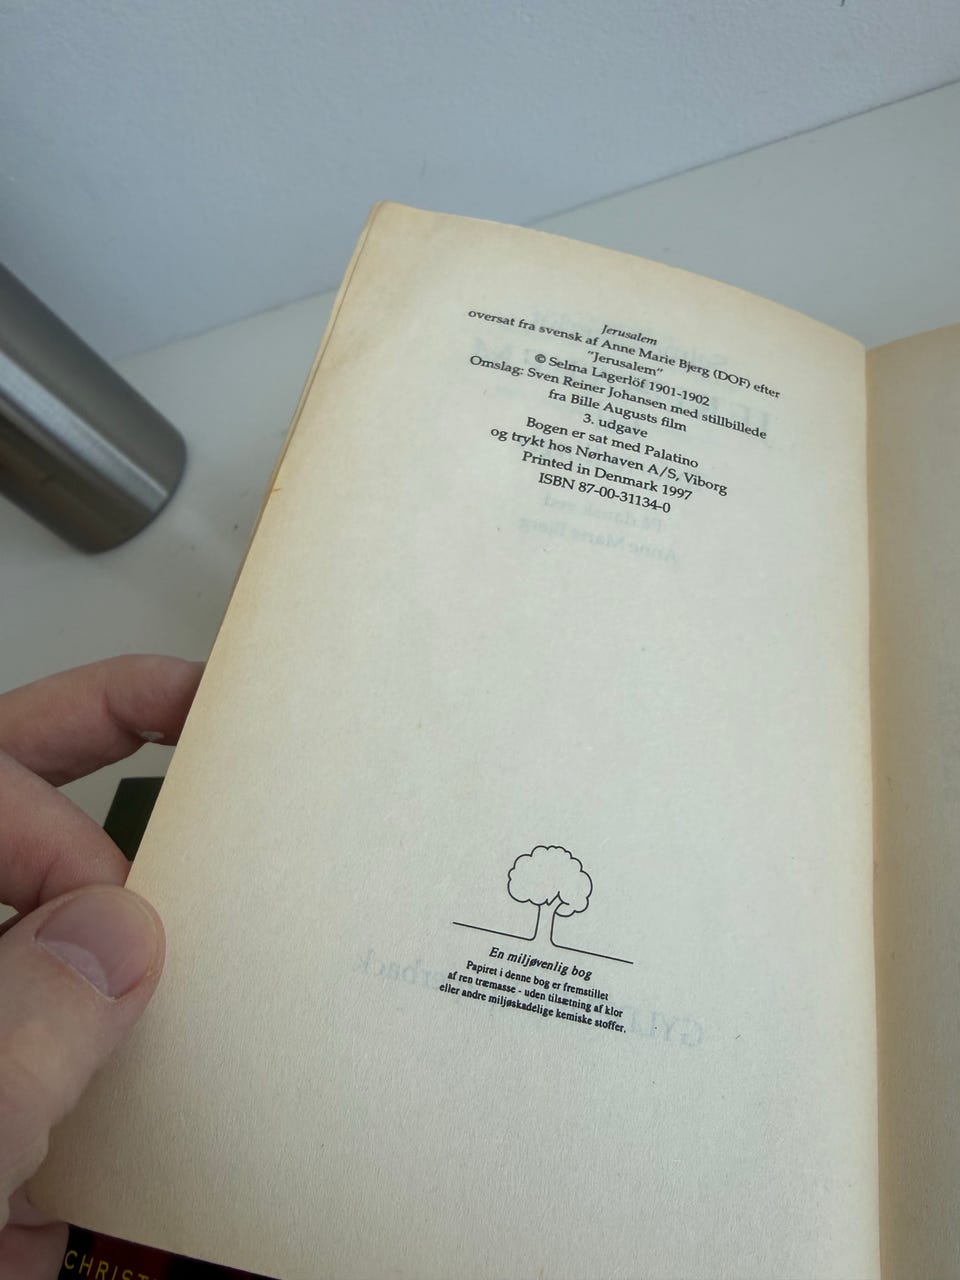 Jerusalem
oversat fra svensk af Anne Marie Bjerg (DOF) efter
"Jerusalem"
© Selma Lagerlöf 1901-1902
Omslag: Sven Reiner Johansen med stillbillede
fra Bille Augusts film
3. udgave
Bogen er sat med Palatino
og trykt hos Nørhaven A/S, Viborg
Printed in Denmark 1997
ISBN 87-00-31134-0
En miljøvenlig bog
Papiret i denne bog er fremstillet
af ren træmasse - uden tilsætning af klor
eller andre miljøskadelige kemiske stoffer.
CHRIST